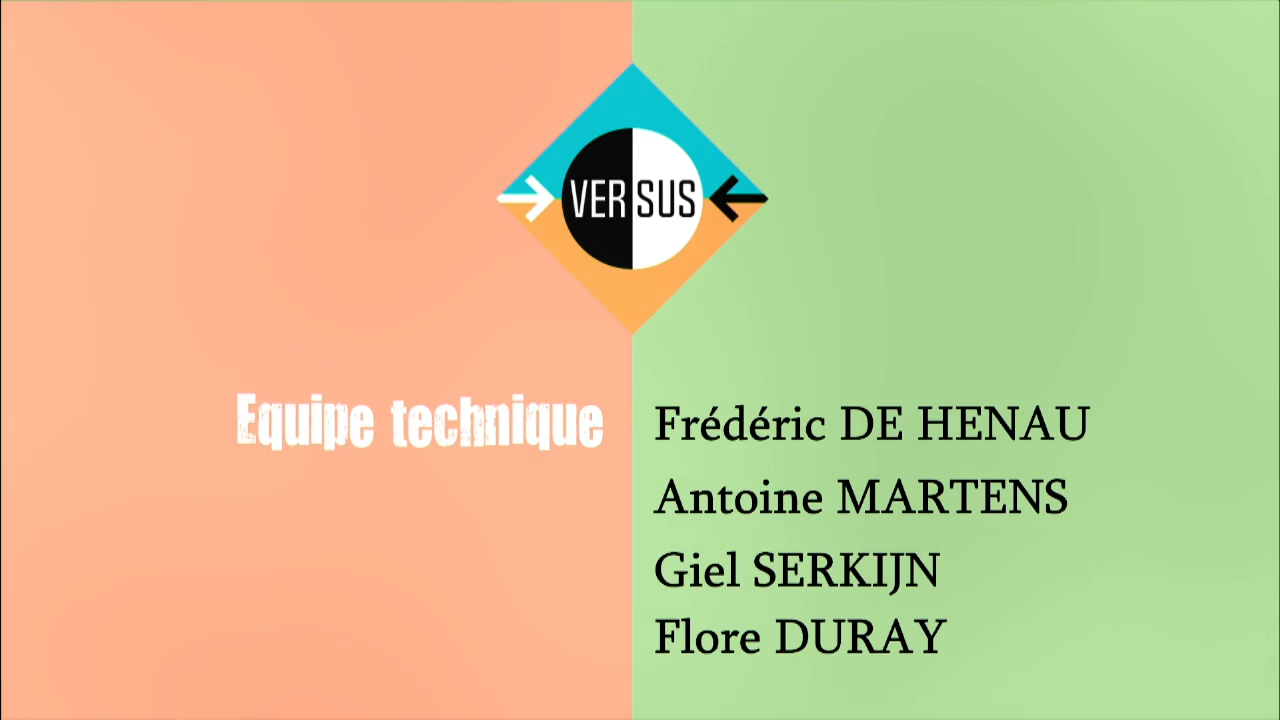 VERSUS
Equipe technique
Frédéric DE HENAU
Antoine MARTENS
Giel SERKIJN
Flore DURAY